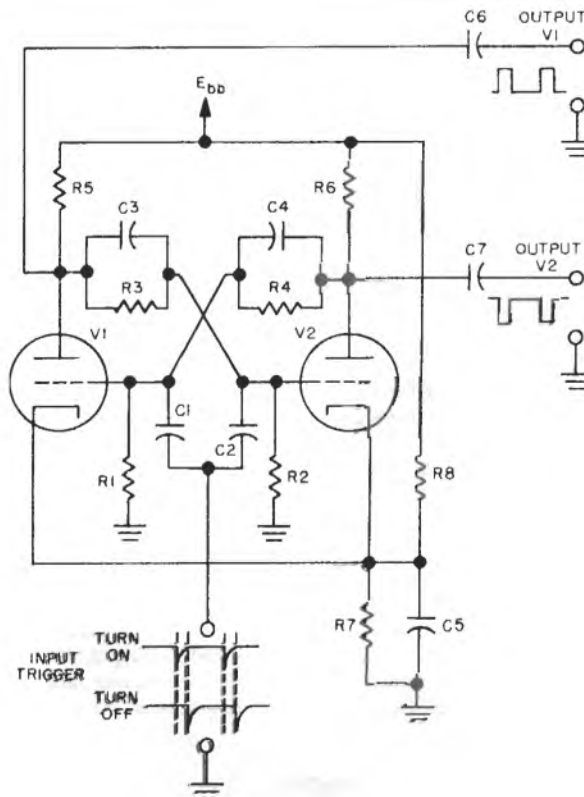 C6
OUTPUT
V1
Ebb
R5
R6
C3
C4
C7
OUTPUT
V2
R3
R4
V1
V2
C1
C2
R1
R2
R8
R7
C5
INPUT
TRIGGER
TURN
ON
TURN
OFF